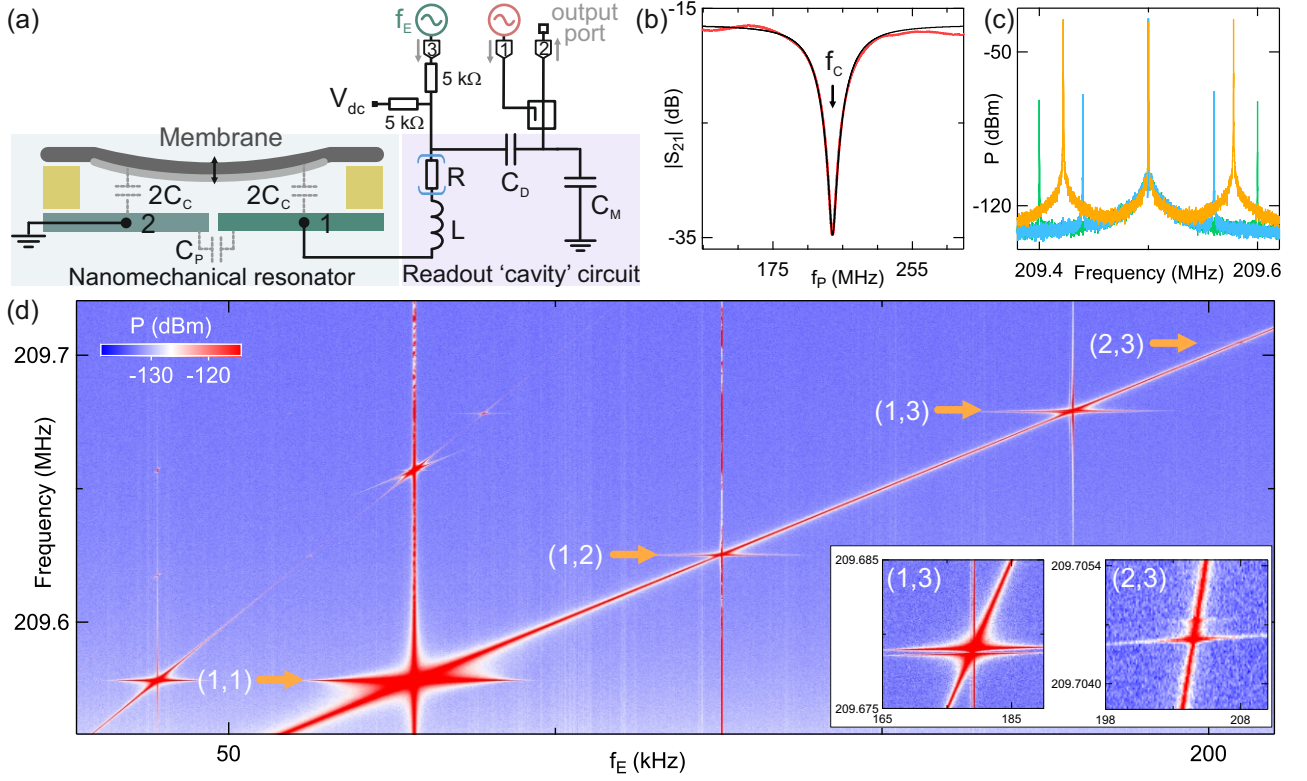 (a)
f_E
output
port
3
1
2
5 kΩ
V_dc
5 kΩ
Membrane
2C_C
2C_C
2
1
C_P
R
L
C_D
C_M
Nanomechanical resonator
Readout 'cavity' circuit
(b)
-15
|S_21| (dB)
-35
f_C
175
255
f_P (MHz)
(c)
-50
P (dBm)
-120
209.4
Frequency (MHz)
209.6
(d)
P (dBm)
-130
-120
209.7
Frequency (MHz)
209.6
(2,3)
(1,3)
(1,2)
(1,1)
50
f_E (kHz)
200
209.685
(1,3)
209.675
165
185
209.7054
(2,3)
209.7040
198
208